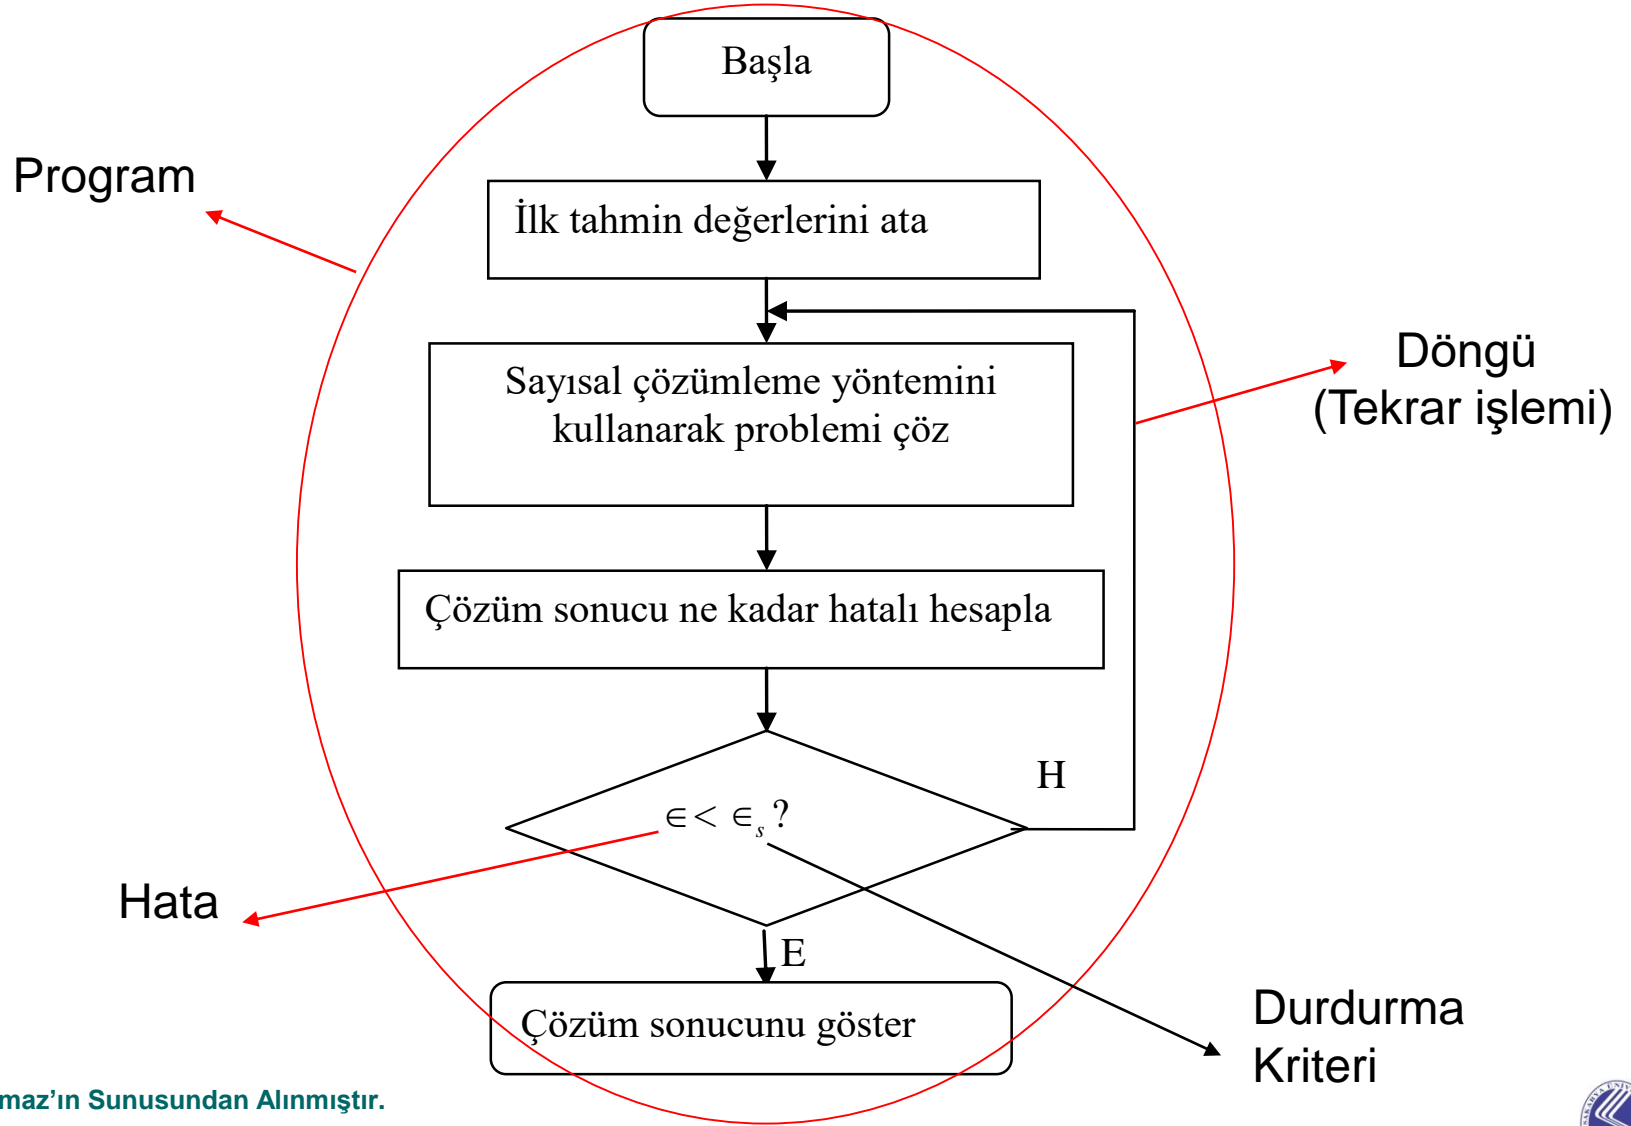 Başla
Program
İlk tahmin değerlerini ata
Döngü
(Tekrar işlemi)
Sayısal çözümleme yöntemini
kullanarak problemi çöz
Çözüm sonucu ne kadar hatalı hesapla
H
∈< ∈s ?
Hata
E
Çözüm sonucunu göster
Durdurma
Kriteri
maz’ın Sunusundan Alınmıştır.